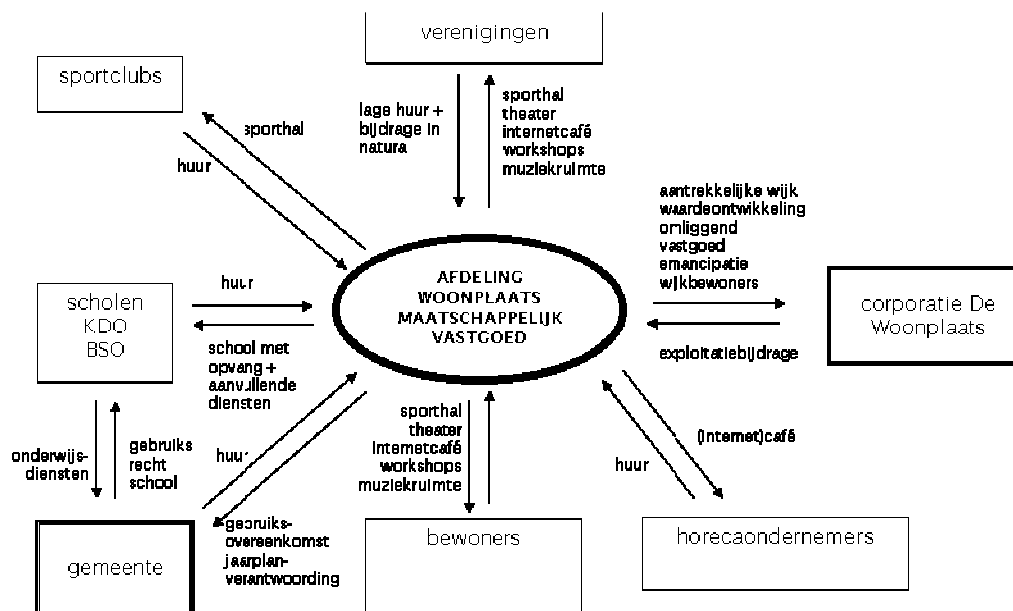 verenigingen
sportclubs
sporthal
huur
lage huur +
bijdrage in
natura
sporthal
theater
internetcafé
workshops
muziekruimte
aantrekkelijke wijk
waardeontwikkeling
omliggend
vastgoed
emancipatie
wijkbewoners
AFDELING
WOONPLAATS
MAATSCHAPPELIJK
VASTGOED
scholen
KDO
BSO
huur
school met
opvang +
aanvullende
diensten
corporatie De
Woonplaats
exploitatiebijdrage
onderwijs-
diensten
gebruiks
recht
school
huur
sporthal
theater
internetcafé
workshops
muziekruimte
(internet)café
huur
gemeente
gebruiks-
overeenkomst
jaarplan-
verantwoording
bewoners
horecaondernemers